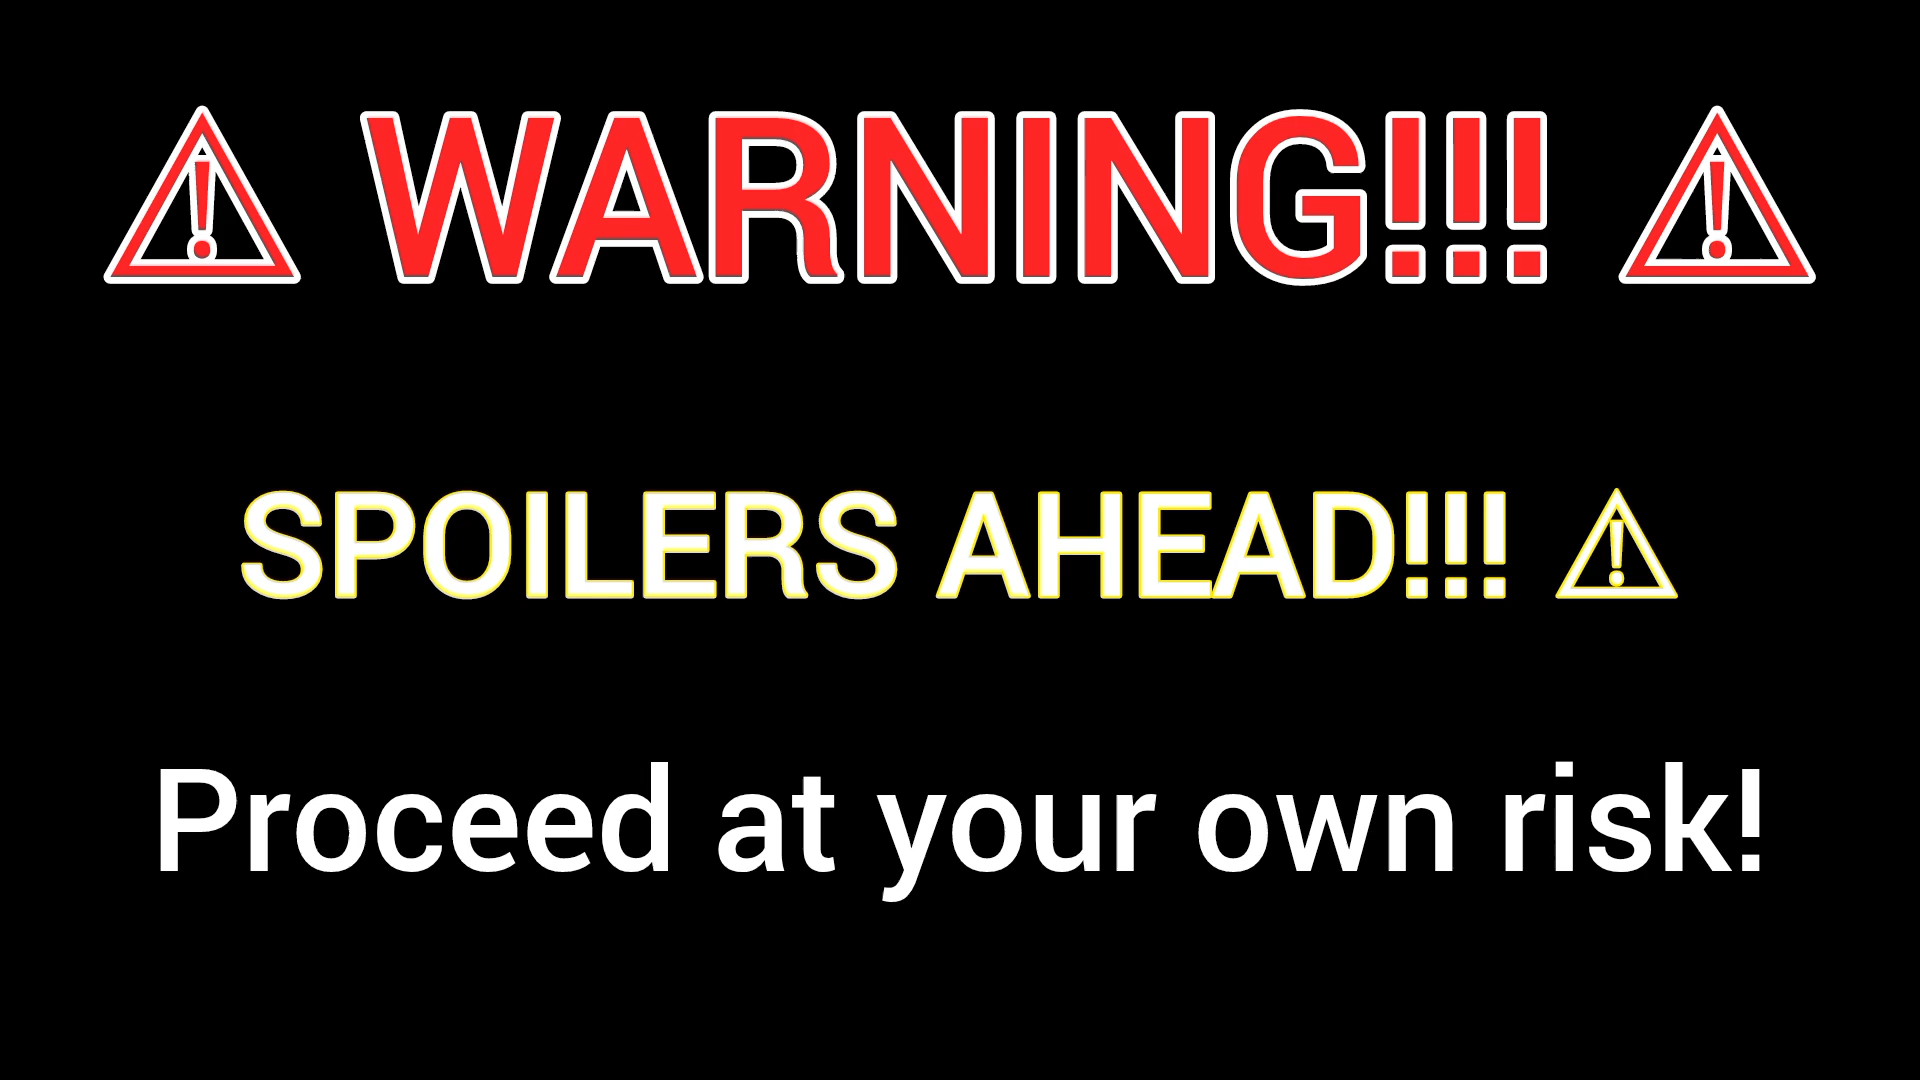 ⚠ WARNING!!! ⚠
SPOILERS AHEAD!!! ⚠
Proceed at your own risk!